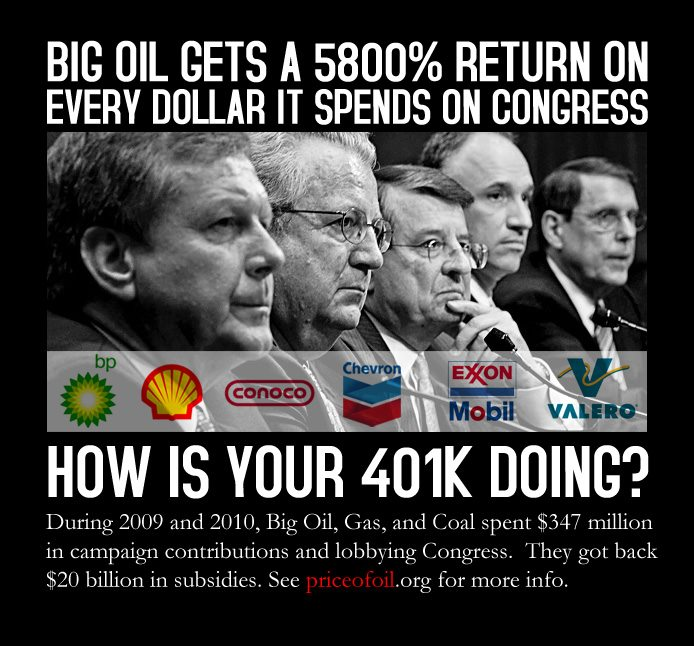 BIG OIL GETS A 5800% RETURN ON
EVERY DOLLAR IT SPENDS ON CONGRESS
bp
conoco
Chevron
EXXON
Mobil
VALERO
HOW IS YOUR 401K DOING?
During 2009 and 2010, Big Oil, Gas, and Coal spent $347 million
in campaign contributions and lobbying Congress.  They got back
$20 billion in subsidies. See priceofoil.org for more info.